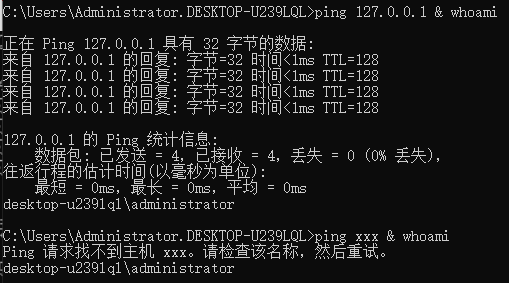 C:\Users\Administrator.DESKTOP-U239LQL>ping 127.0.0.1 & whoami
正在 Ping 127.0.0.1 具有 32 字节的数据:
来自 127.0.0.1 的回复: 字节=32 时间<1ms TTL=128
来自 127.0.0.1 的回复: 字节=32 时间<1ms TTL=128
来自 127.0.0.1 的回复: 字节=32 时间<1ms TTL=128
来自 127.0.0.1 的回复: 字节=32 时间<1ms TTL=128
127.0.0.1 的 Ping 统计信息:
数据包: 已发送 = 4，已接收 = 4，丢失 = 0 (0% 丢失)，
往返行程的估计时间(以毫秒为单位):
最短 = 0ms，最长 = 0ms，平均 = 0ms
desktop-u239lql\administrator
C:\Users\Administrator.DESKTOP-U239LQL>ping xxx & whoami
Ping 请求找不到主机 xxx。请检查该名称，然后重试。
desktop-u239lql\administrator